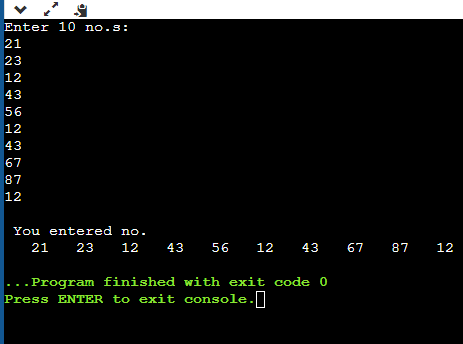 Enter 10 no.s:
21
23
12
43
56
12
43
67
87
12
You entered no.
21 23 12 43 56 12 43 67 87 12
...Program finished with exit code 0
Press ENTER to exit console.